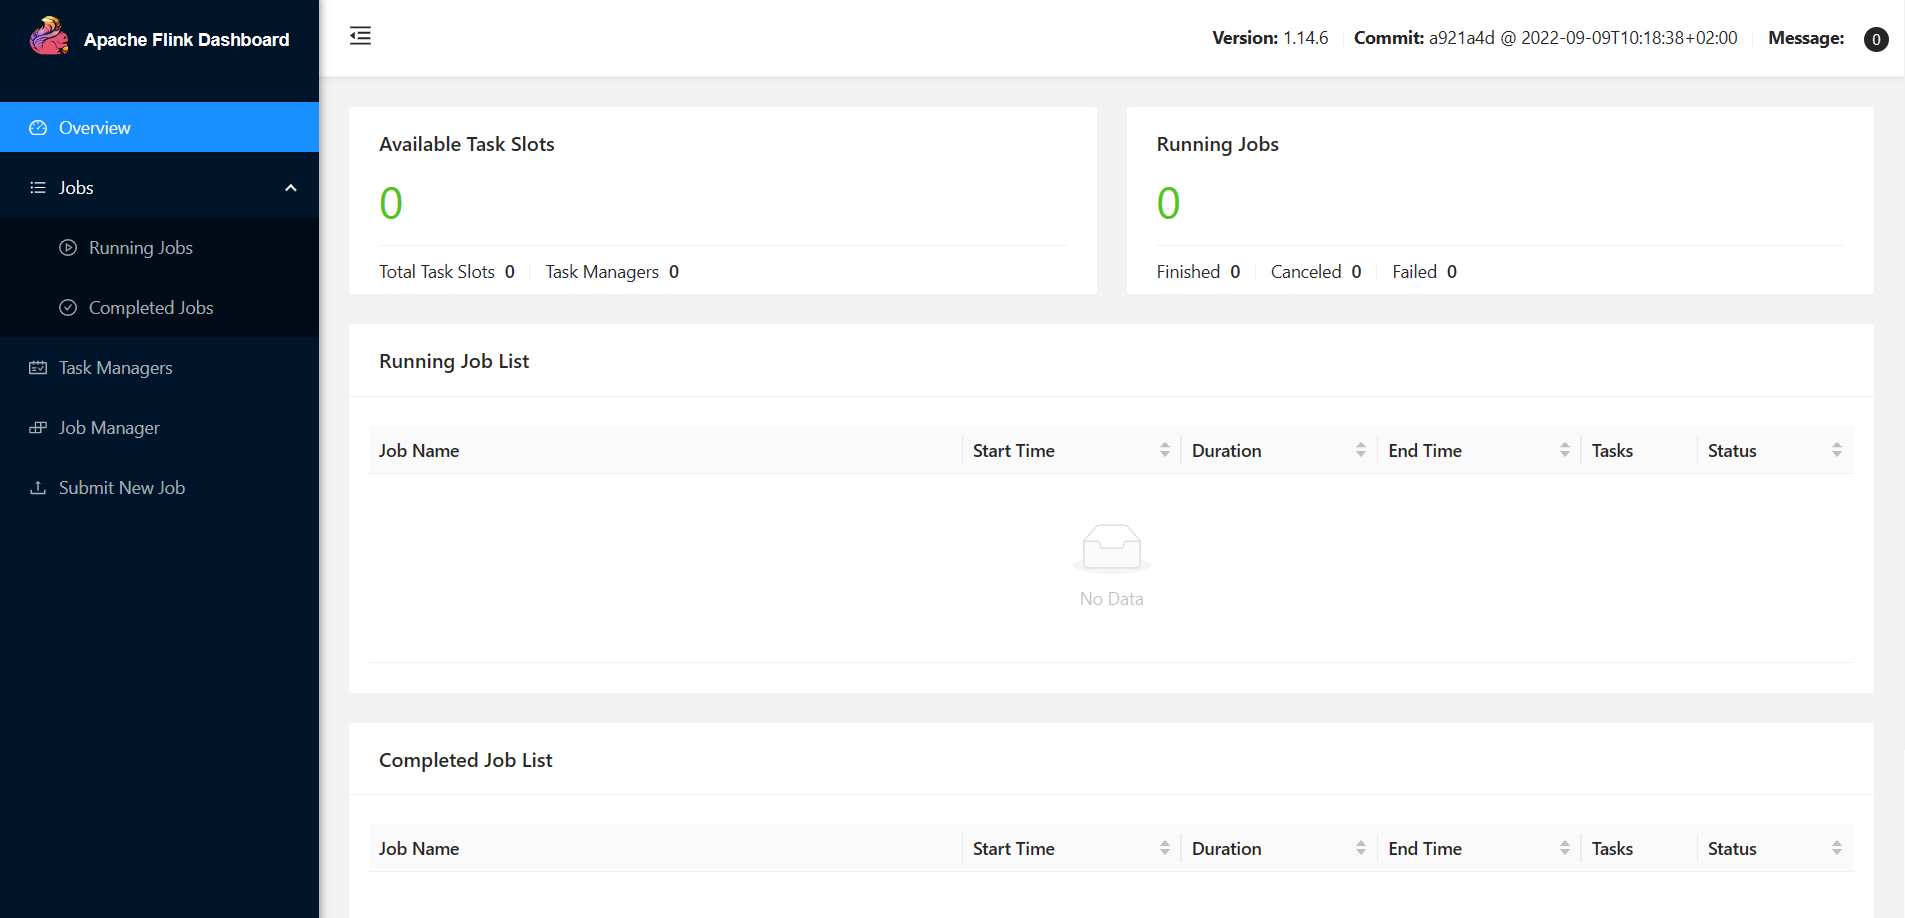 Apache Flink Dashboard
Version: 1.14.6 Commit: a921a4d @ 2022-09-09T10:18:38+02:00 Message: 0
Overview
Jobs
Running Jobs
Completed Jobs
Task Managers
Job Manager
Submit New Job
Available Task Slots
0
Total Task Slots 0 Task Managers 0
Running Jobs
0
Finished 0 Canceled 0 Failed 0
Running Job List
Job Name Start Time Duration End Time Tasks Status
No Data
Completed Job List
Job Name Start Time Duration End Time Tasks Status